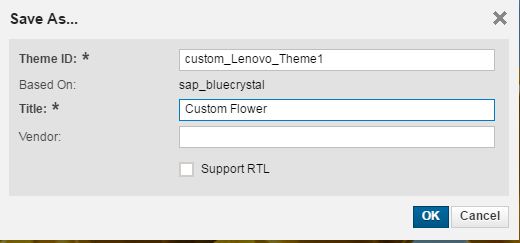 Save As...
Theme ID: * custom_Lenovo_Theme1
Based On: sap_bluecrystal
Title: * Custom Flower
Vendor:
Support RTL
OK Cancel